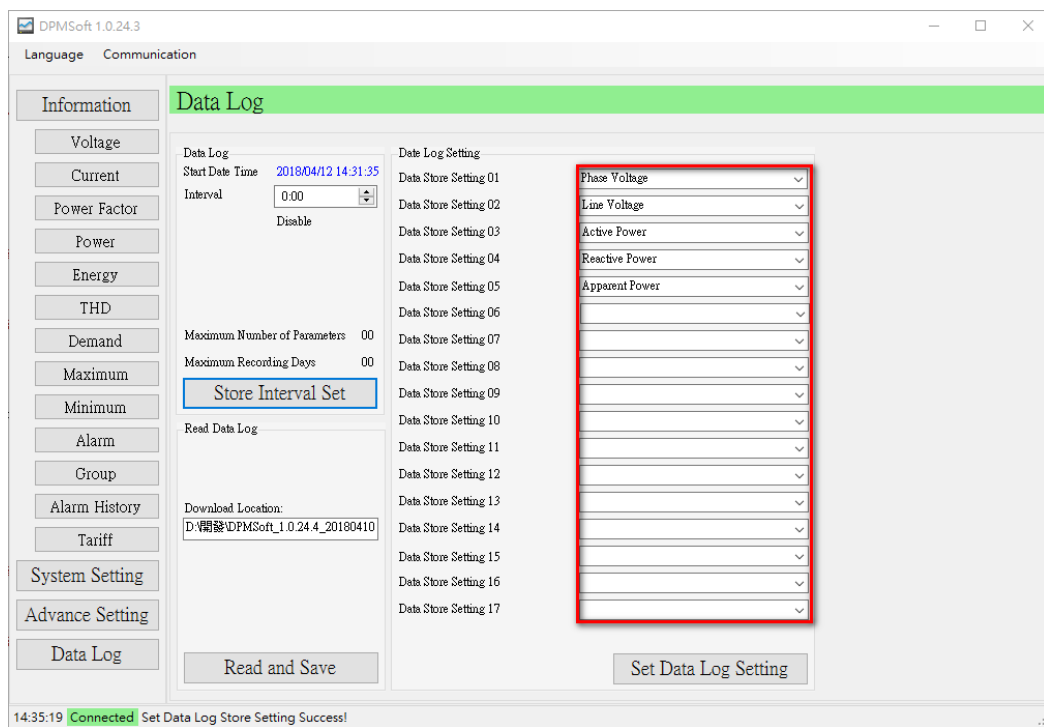 DPMSoft 1.0.24.3
Language Communication
Information
Voltage
Current
Power Factor
Power
Energy
THD
Demand
Maximum
Minimum
Alarm
Group
Alarm History
Tariff
System Setting
Advance Setting
Data Log
Data Log
Data Log
Start Date Time 2018/04/12 14:31:35
Interval 0:00
Disable
Maximum Number of Parameters 00
Maximum Recording Days 00
Store Interval Set
Read Data Log
Download Location:
D:\開發\DPMSoft_1.0.24.4_20180410
Read and Save
Date Log Setting
Data Store Setting 01 Phase Voltage
Data Store Setting 02 Line Voltage
Data Store Setting 03 Active Power
Data Store Setting 04 Reactive Power
Data Store Setting 05 Apparent Power
Data Store Setting 06
Data Store Setting 07
Data Store Setting 08
Data Store Setting 09
Data Store Setting 10
Data Store Setting 11
Data Store Setting 12
Data Store Setting 13
Data Store Setting 14
Data Store Setting 15
Data Store Setting 16
Data Store Setting 17
Set Data Log Setting
14:35:19 Connected Set Data Log Store Setting Success!